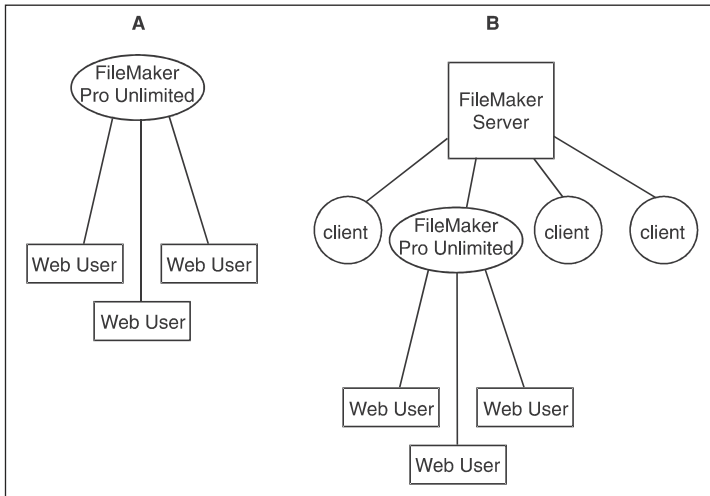 A
FileMaker
Pro Unlimited
Web User
Web User
Web User
B
FileMaker
Server
client
FileMaker
Pro Unlimited
client
client
Web User
Web User
Web User